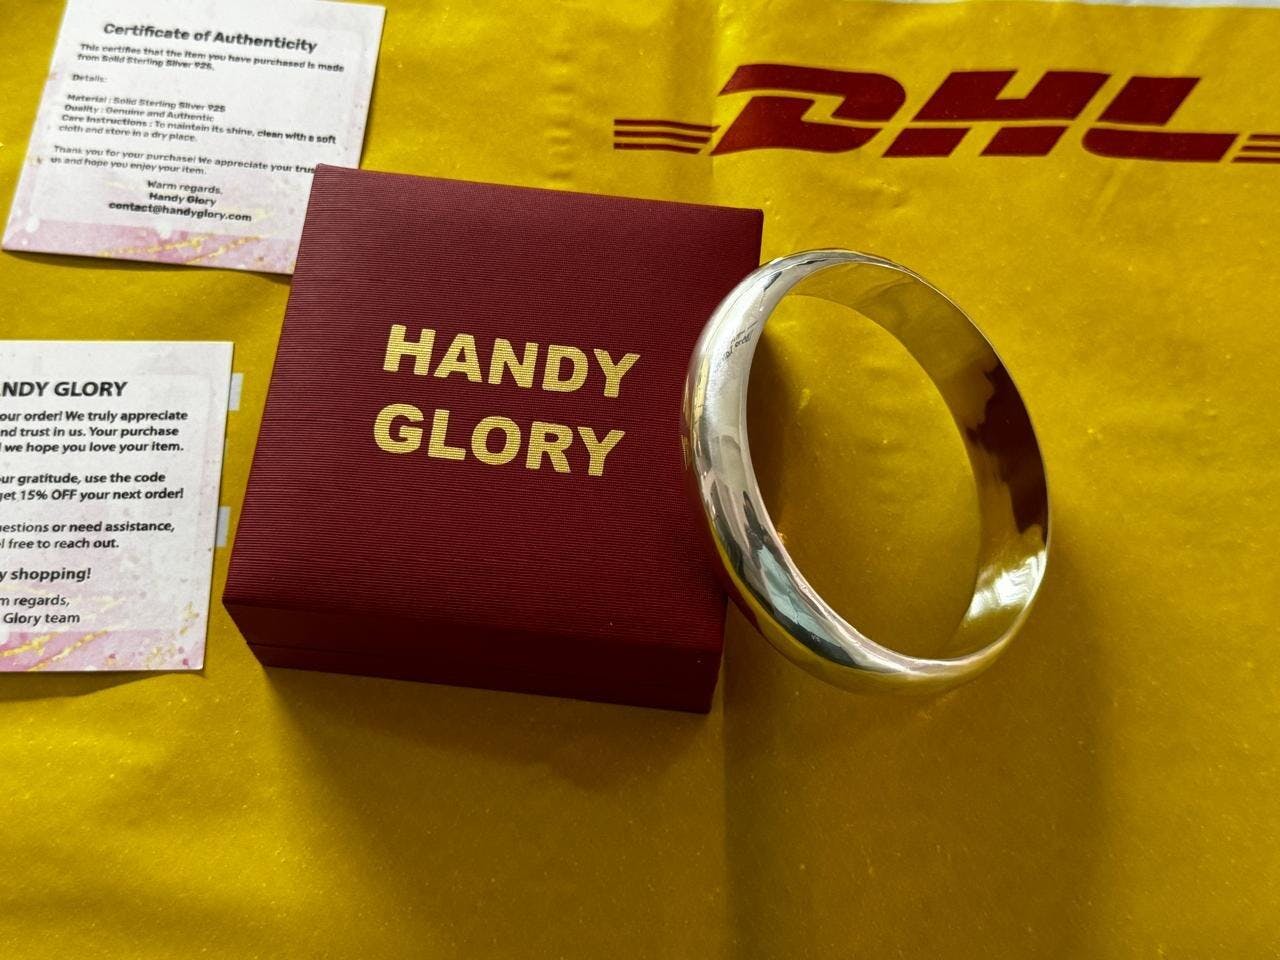 Certificate of Authenticity
This certifies that the item you have purchased is made
from Solid Sterling Silver 925.
Details:
Material : Solid Sterling Silver 925
Quality : Genuine and Authentic
Care Instructions : To maintain its shine, clean with a soft
cloth and store in a dry place.
Thank you for your purchase! We appreciate your trus
us and hope you enjoy your item.
Warm regards,
Handy Glory
contact@handyglory.com
DHL
HANDY
GLORY
NDY GLORY
our order! We truly appreciate
nd trust in us. Your purchase
we hope you love your item.
ur gratitude, use the code
get 15% OFF your next order!
estions or need assistance,
l free to reach out.
y shopping!
m regards,
Glory team